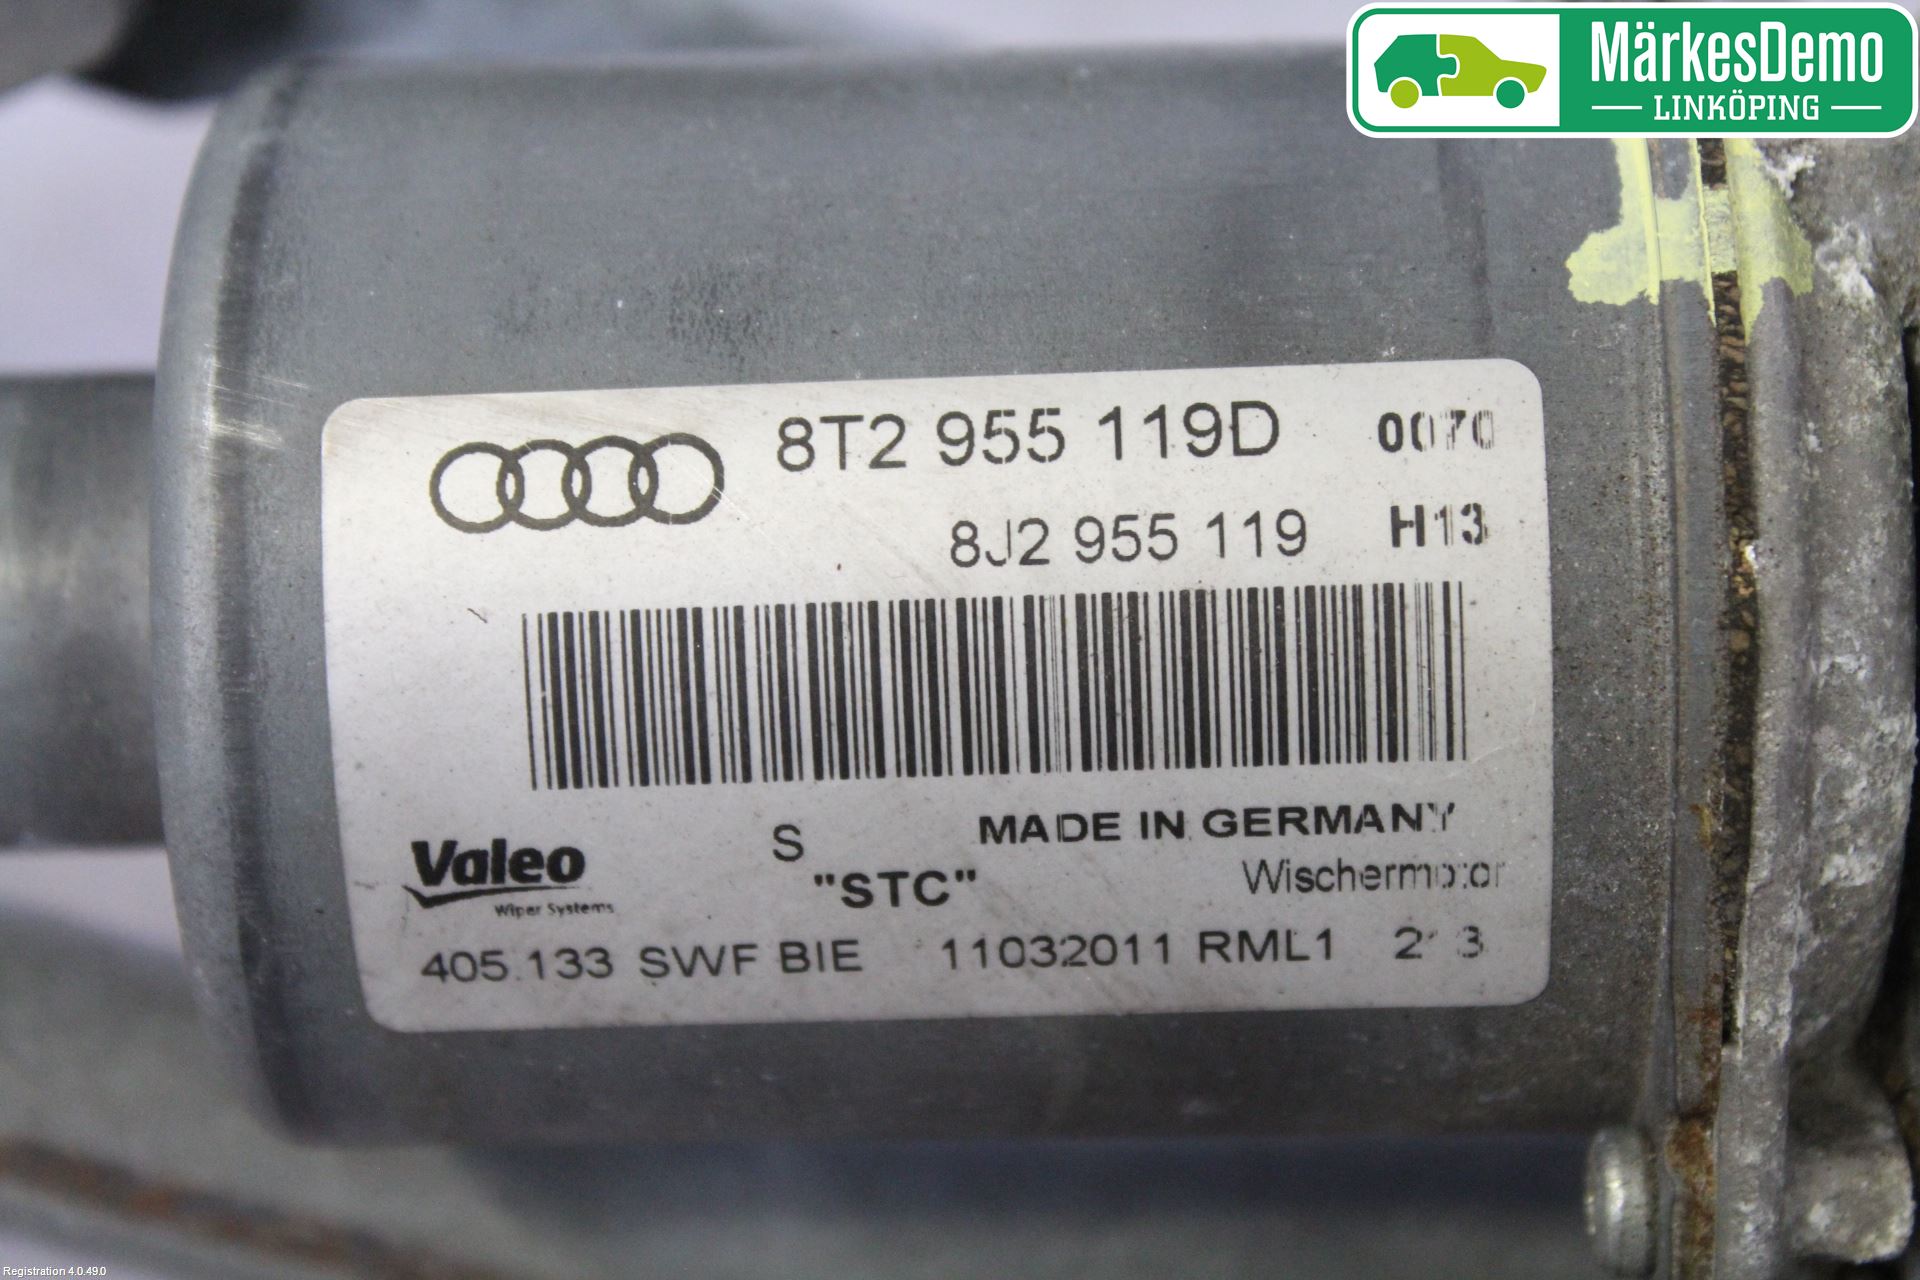 MärkesDemo
LINKÖPING
8T2 955 119D 0070
8J2 955 119 H13
Valeo
Wiper Systems
S
"STC"
MADE IN GERMANY
Wischermotor
405.133 SWF BIE 11032011 RML1
Registration 4.0.49.0